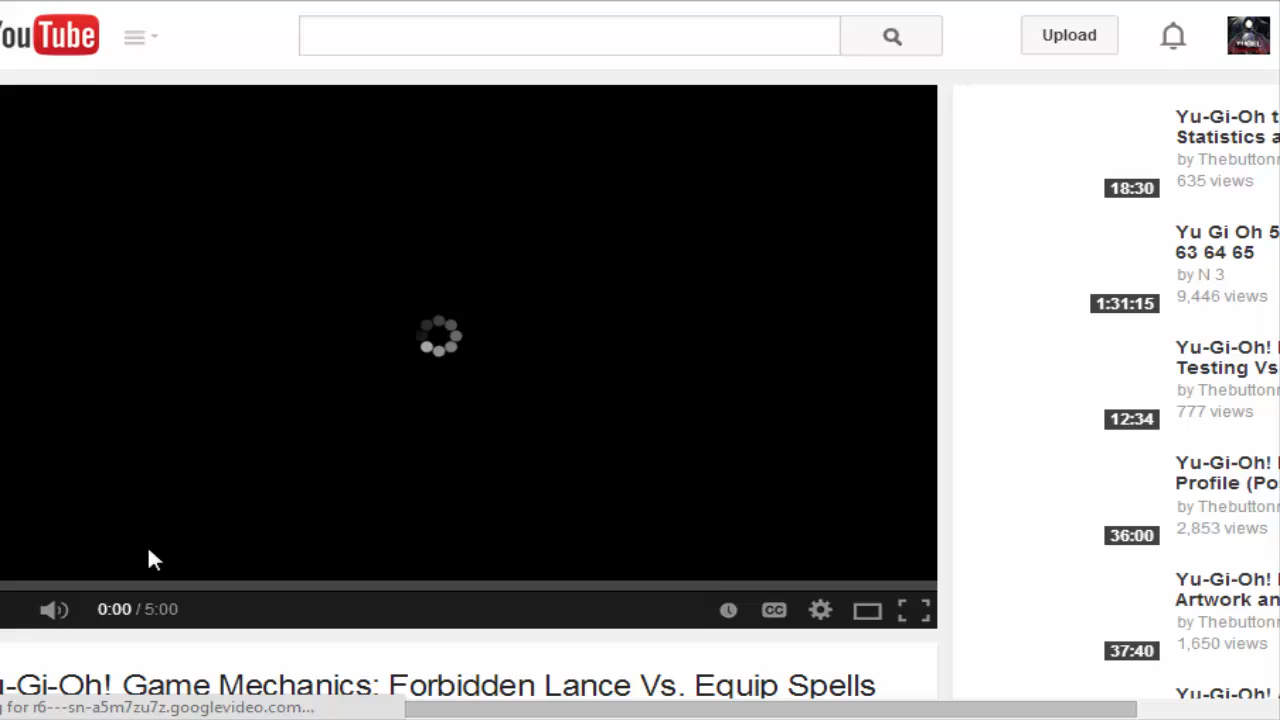 You Tube
Upload
Yu-Gi-Oh t
Statistics a
by Thebutton
635 views
18:30
Yu Gi Oh 5
63 64 65
by N 3
9,446 views
1:31:15
Yu-Gi-Oh!
Testing Vs
by Thebutton
777 views
12:34
Yu-Gi-Oh!
Profile (Po
by Thebutton
2,853 views
36:00
Yu-Gi-Oh!
Artwork an
by Thebutton
1,650 views
37:40
Yu-Gi-Oh!
0:00 / 5:00
CC
u-Gi-Oh! Game Mechanics: Forbidden Lance Vs. Equip Spells
g for r6---sn-a5m7zu7z.googlevideo.com...